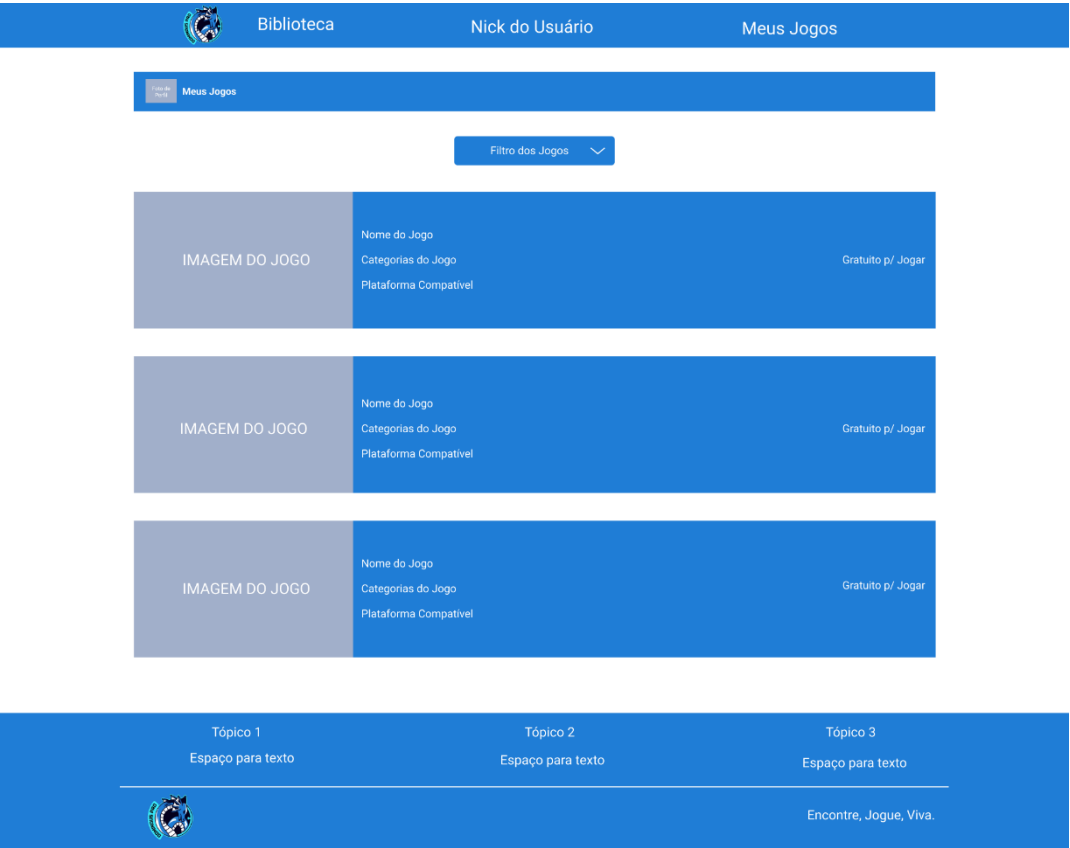 Biblioteca
Nick do Usuário
Meus Jogos
Foto de
Perfil
Meus Jogos
Filtro dos Jogos
IMAGEM DO JOGO
Nome do Jogo
Categorias do Jogo
Plataforma Compatível
Gratuito p/ Jogar
IMAGEM DO JOGO
Nome do Jogo
Categorias do Jogo
Plataforma Compatível
Gratuito p/ Jogar
IMAGEM DO JOGO
Nome do Jogo
Categorias do Jogo
Plataforma Compatível
Gratuito p/ Jogar
Tópico 1
Espaço para texto
Tópico 2
Espaço para texto
Tópico 3
Espaço para texto
Encontre, Jogue, Viva.